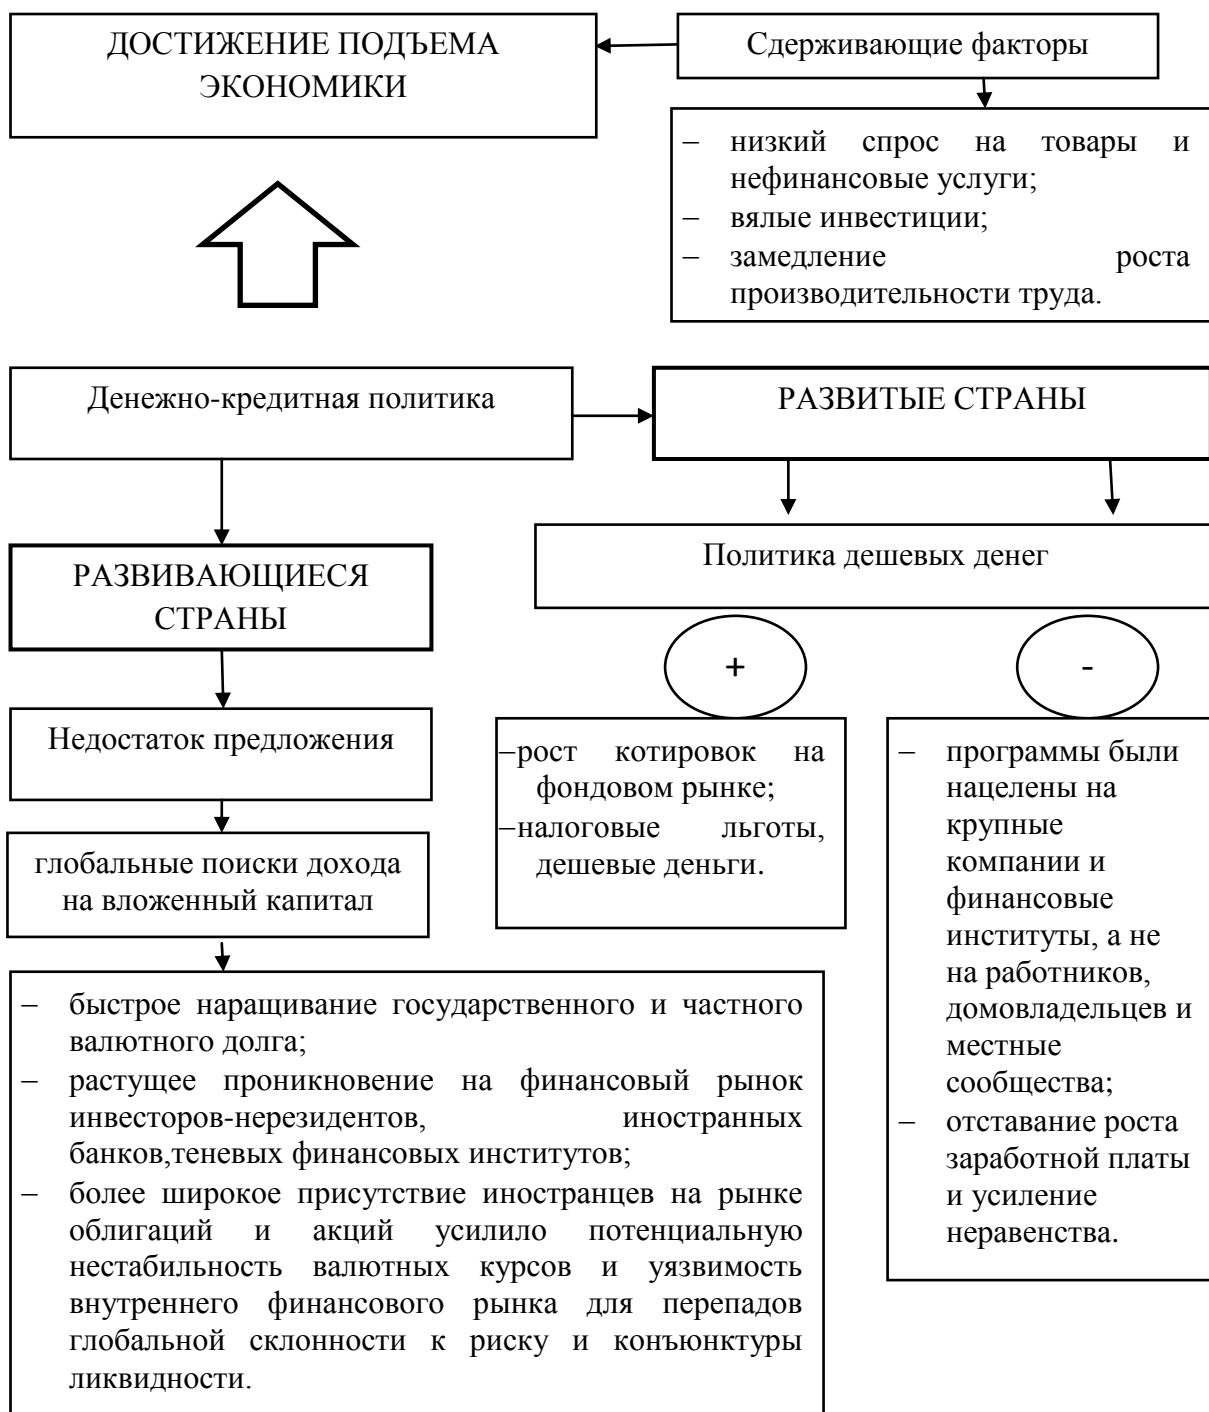 ДОСТИЖЕНИЕ ПОДЪЕМА
ЭКОНОМИКИ
Сдерживающие факторы
– низкий спрос на товары и
нефинансовые услуги;
– вялые инвестиции;
– замедление роста
производительности труда.
Денежно-кредитная политика
РАЗВИТЫЕ СТРАНЫ
Политика дешевых денег
РАЗВИВАЮЩИЕСЯ
СТРАНЫ
+
-
Недостаток предложения
–рост котировок на
фондовом рынке;
–налоговые льготы,
дешевые деньги.
– программы были
нацелены на
крупные
компании и
финансовые
институты, а не
на работников,
домовладельцев и
местные
сообщества;
– отставание роста
заработной платы
и усиление
неравенства.
глобальные поиски дохода
на вложенный капитал
– быстрое наращивание государственного и частного
валютного долга;
– растущее проникновение на финансовый рынок
инвесторов-нерезидентов, иностранных
банков,теневых финансовых институтов;
– более широкое присутствие иностранцев на рынке
облигаций и акций усилило потенциальную
нестабильность валютных курсов и уязвимость
внутреннего финансового рынка для перепадов
глобальной склонности к риску и конъюнктуры
ликвидности.